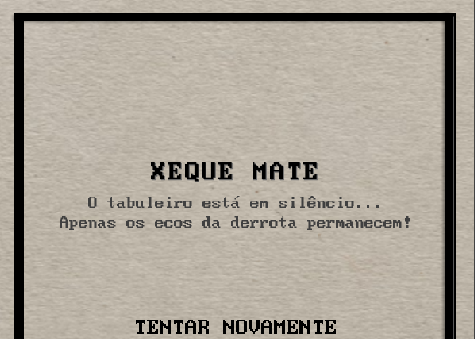 XEQUE MATE
O tabuleiro está em silêncio...
Apenas os ecos da derrota permanecem!
TENTAR NOVAMENTE